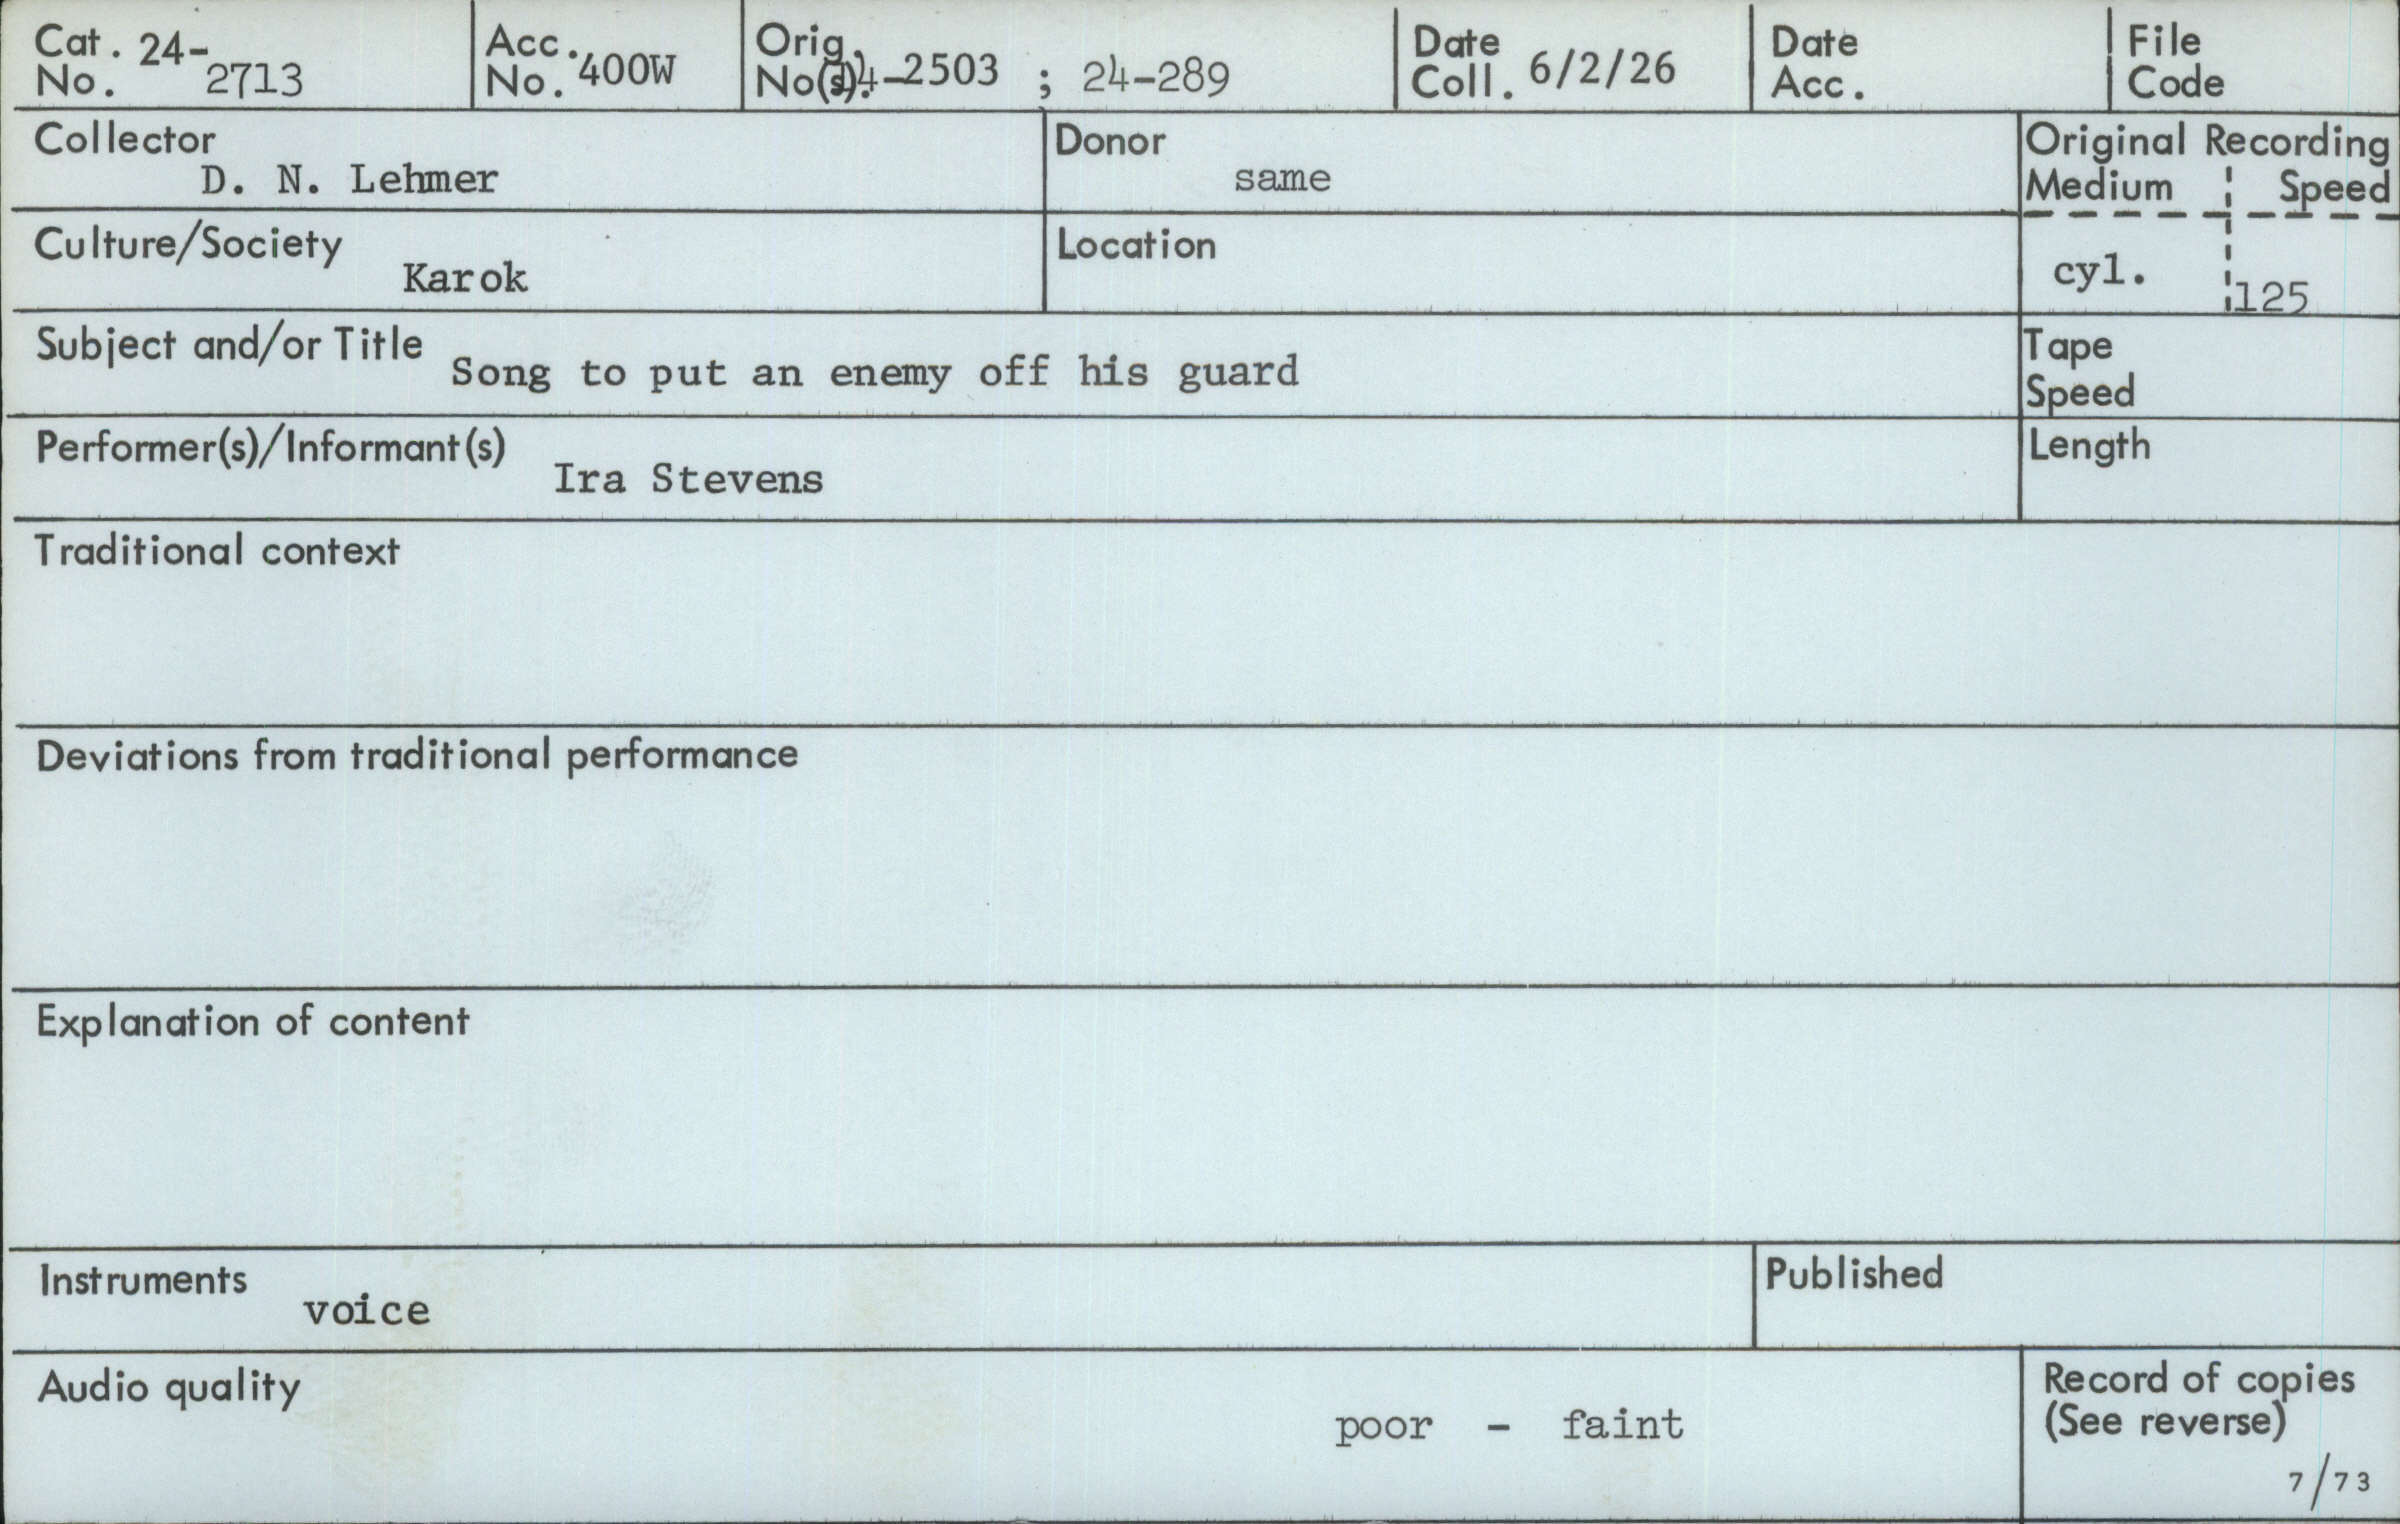 Cat. No. 24-2713
Acc. No. 400W
Orig. No(s). 14-2503 ; 24-289
Date Coll. 6/2/26
Date Acc.
File Code
Collector D. N. Lehmer
Donor same
Original Recording
Medium Speed
cyl. 125
Culture/Society Karok
Location
Subject and/or Title Song to put an enemy off his guard
Tape Speed
Performer(s)/Informant(s) Ira Stevens
Length
Traditional context
Deviations from traditional performance
Explanation of content
Instruments voice
Published
Audio quality poor - faint
Record of copies
(See reverse)
7/73